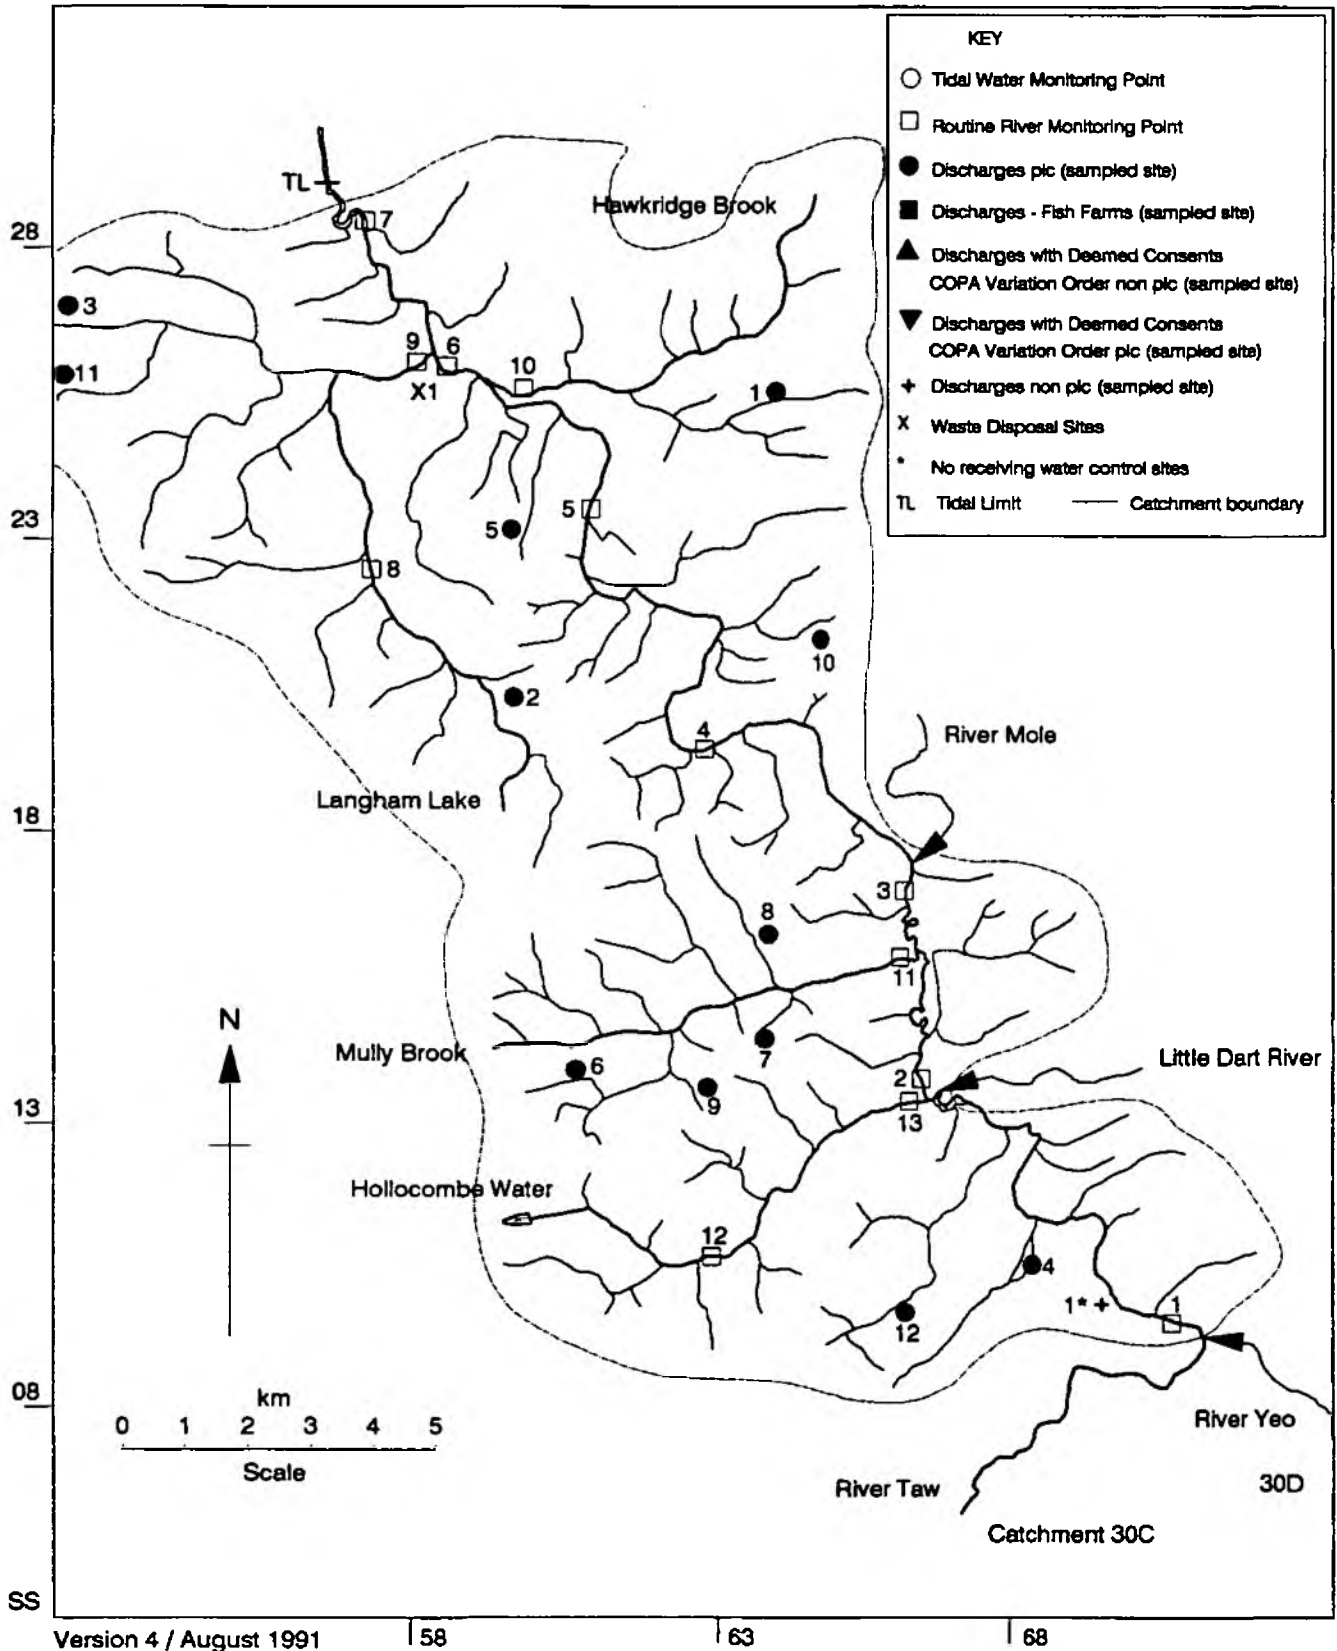 KEY
Tidal Water Monitoring Point
Routine River Monitoring Point
Discharges plc (sampled site)
Discharges - Fish Farms (sampled site)
Discharges with Deemed Consents
COPA Variation Order non plc (sampled site)
Discharges with Deemed Consents
COPA Variation Order plc (sampled site)
+ Discharges non plc (sampled site)
X Waste Disposal Sites
* No receiving water control sites
TL Tidal Limit
Catchment boundary
TL
7
Hawkridge Brook
28
3
9
6
10
11
X1
1
5
5
23
8
10
2
4
River Mole
Langham Lake
18
3
8
11
N
Mully Brook
7
Little Dart River
6
2
9
13
13
Hollocombe Water
12
4
1* +
1
12
08
km
0 1 2 3 4 5
Scale
River Yeo
River Taw
30D
Catchment 30C
SS
Version 4 / August 1991
58
63
68